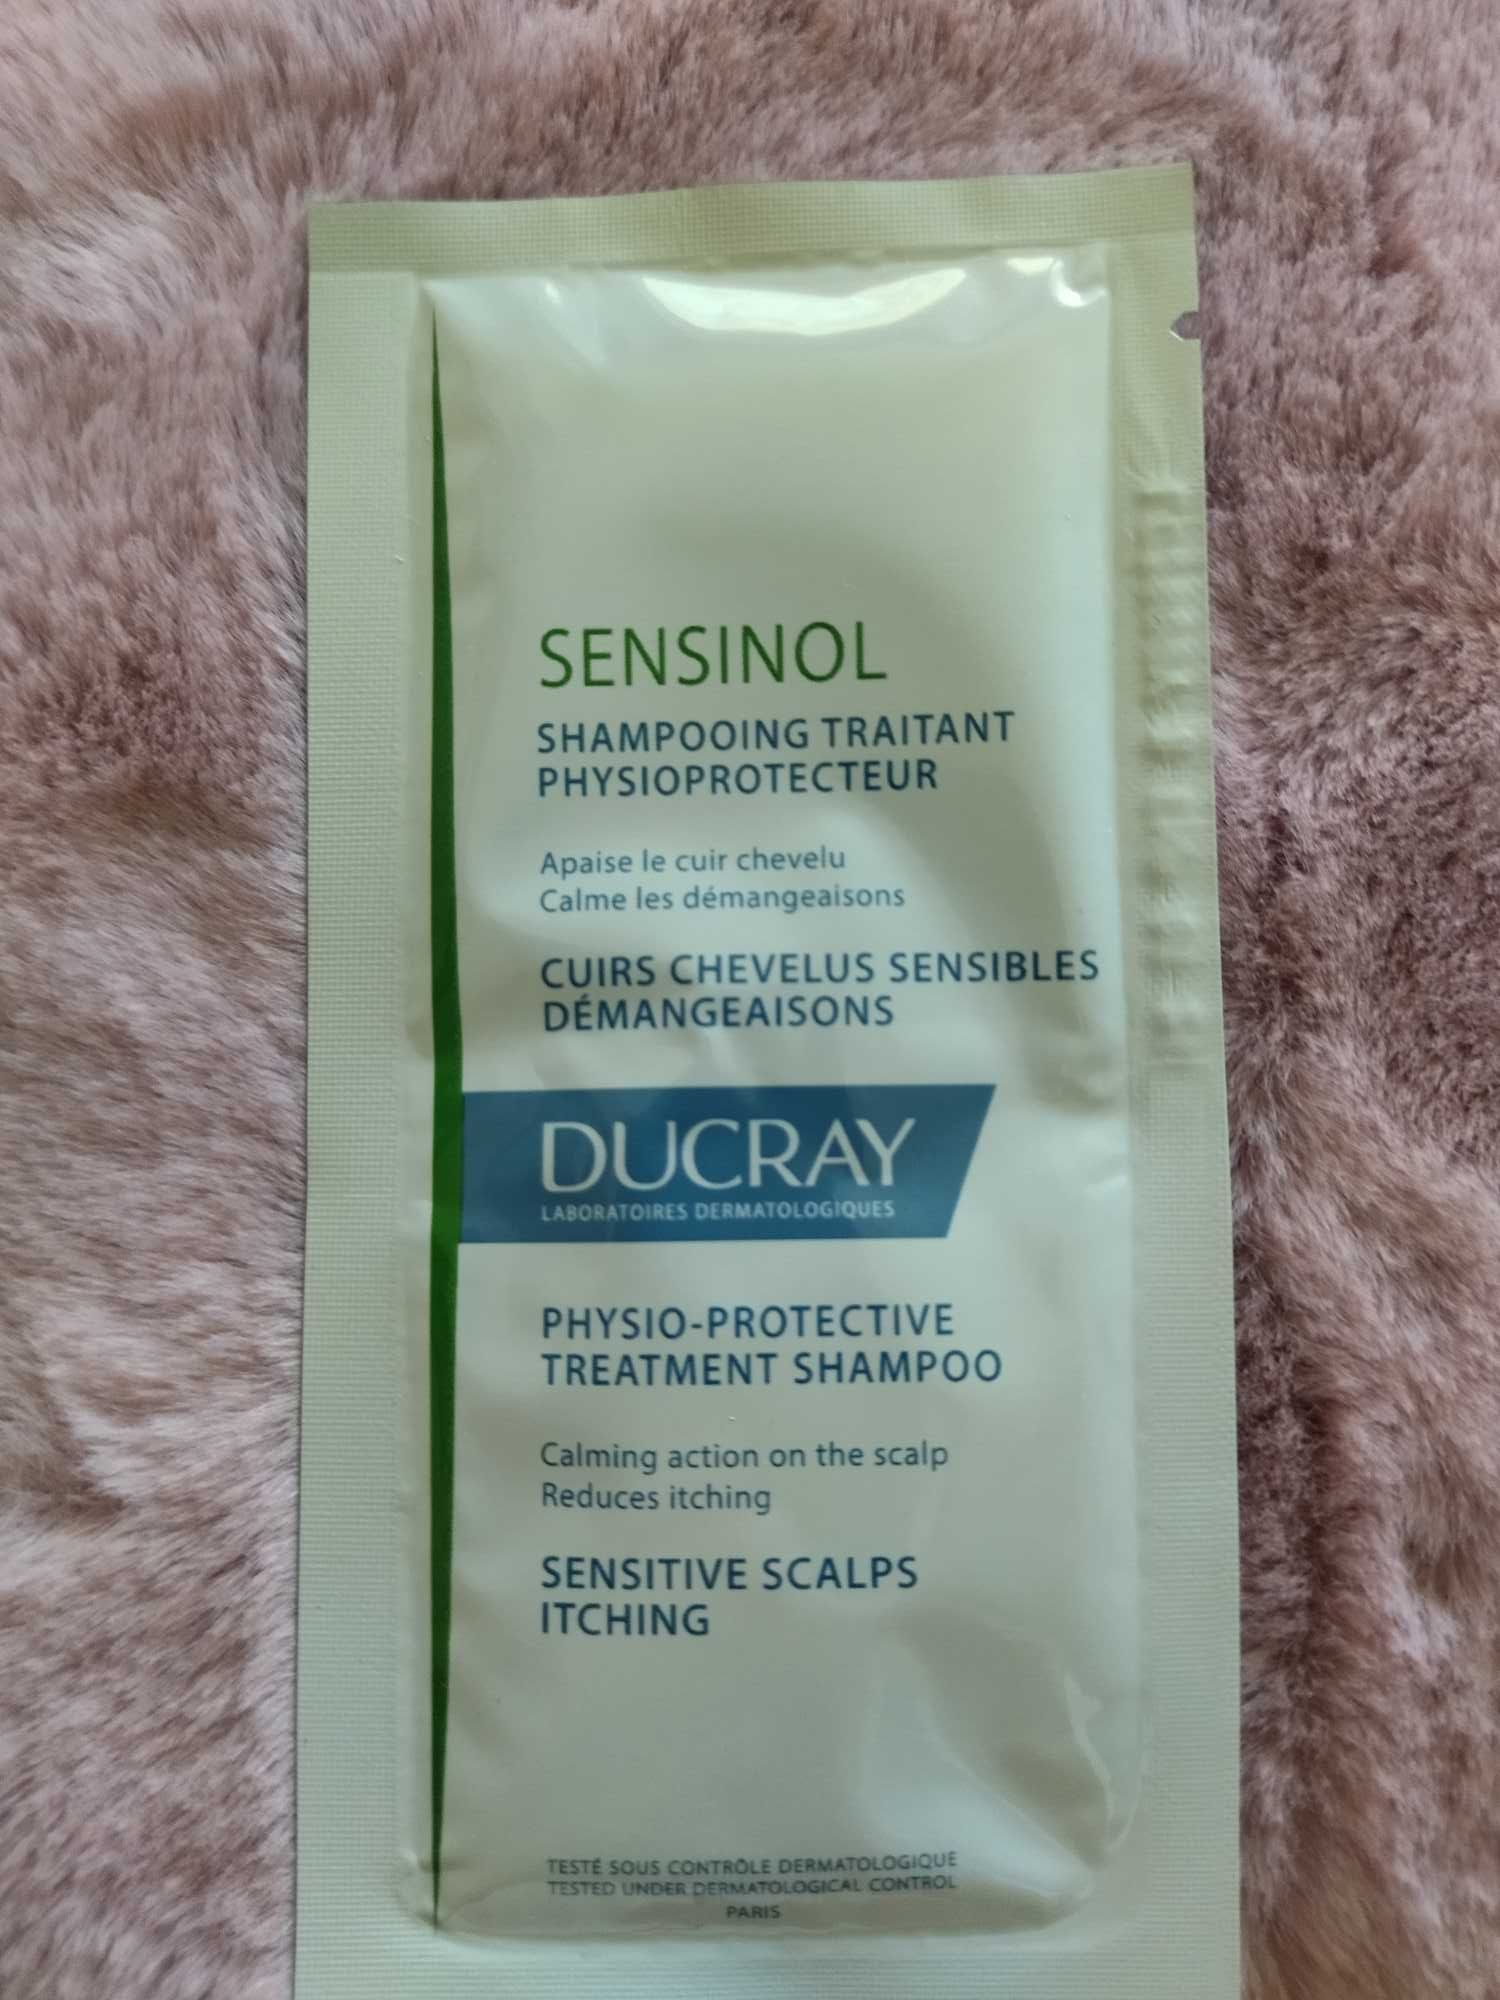 SENSINOL
SHAMPOOING TRAITANT
PHYSIOPROTECTEUR
Apaise le cuir chevelu
Calme les démangeaisons
CUIRS CHEVELUS SENSIBLES
DÉMANGEAISONS
DUCRAY
LABORATOIRES DERMATOLOGIQUES
PHYSIO-PROTECTIVE
TREATMENT SHAMPOO
Calming action on the scalp
Reduces itching
SENSITIVE SCALPS
ITCHING
TESTÉ SOUS CONTRÔLE DERMATOLOGIQUE
TESTED UNDER DERMATOLOGICAL CONTROL
PARIS